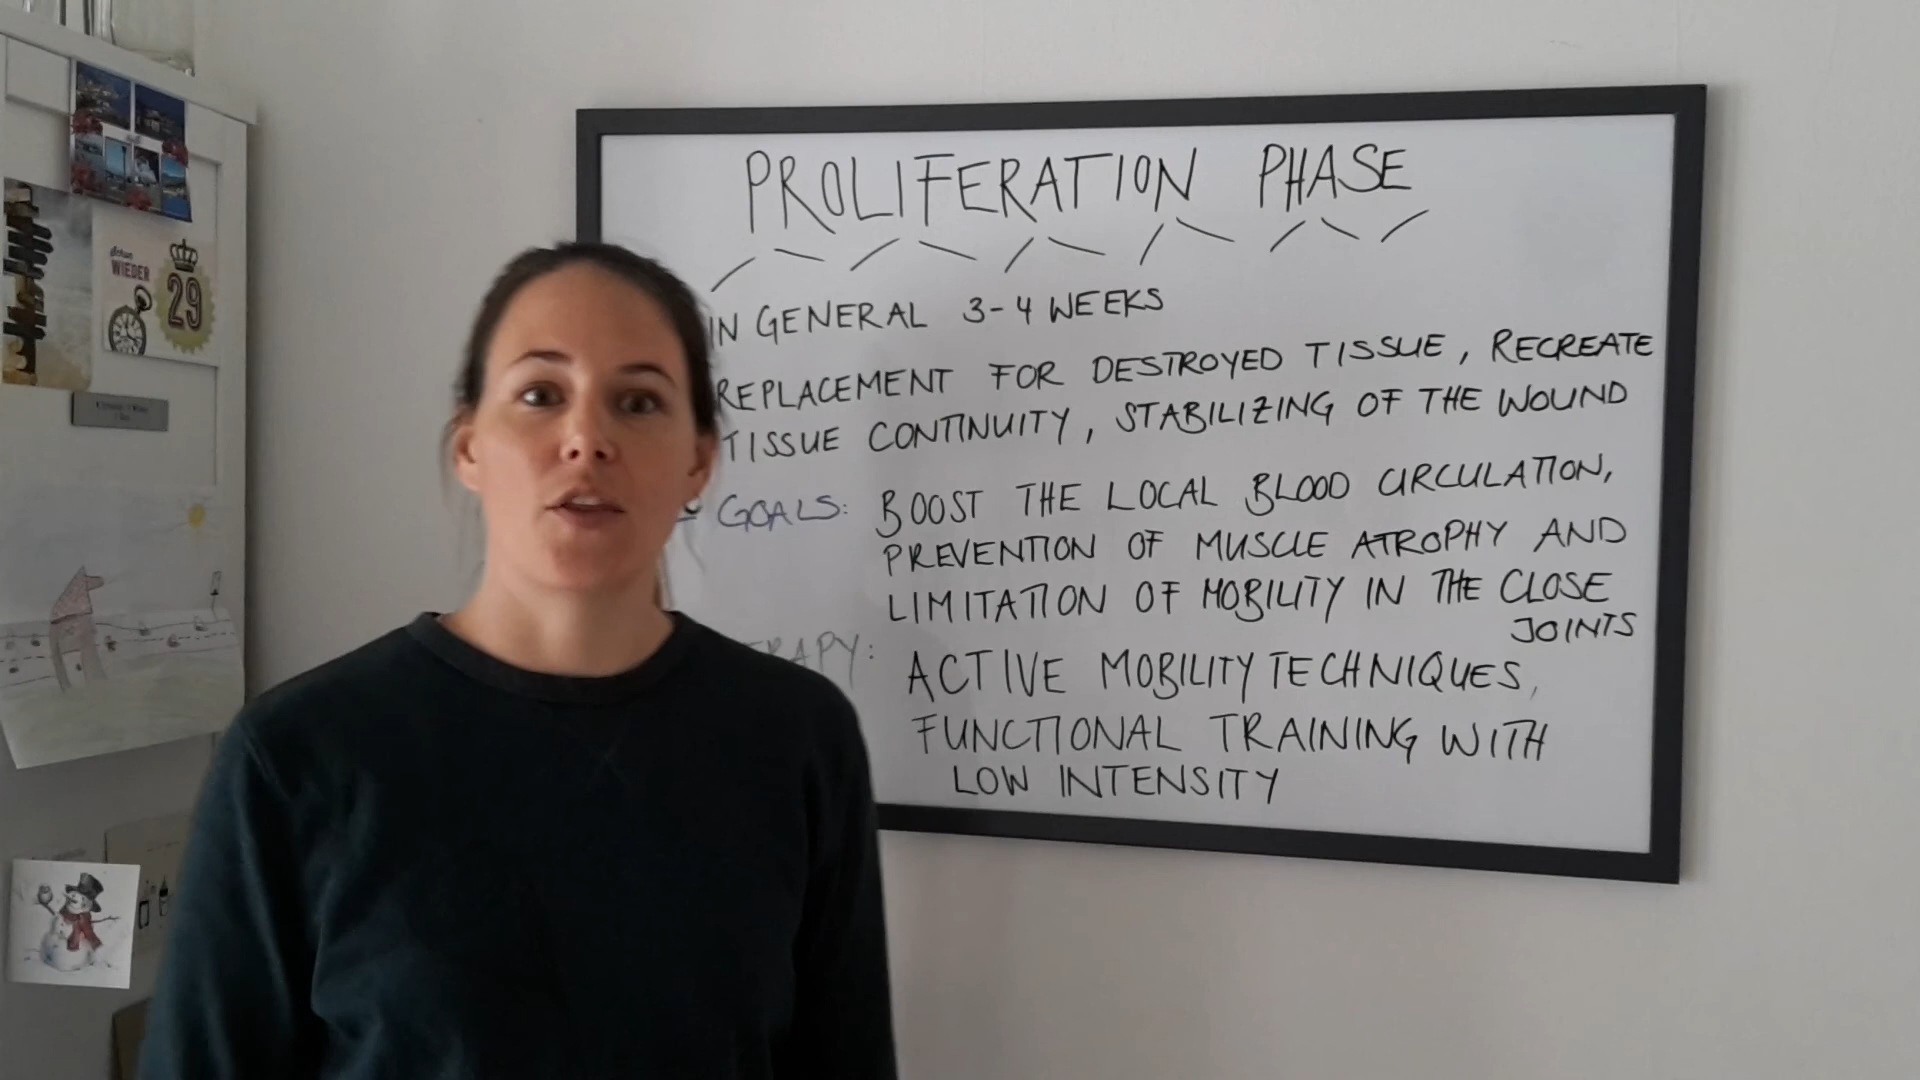 Schon
WIEDER
29
PROLIFERATION PHASE
IN GENERAL 3-4 WEEKS
REPLACEMENT FOR DESTROYED TISSUE, RECREATE
TISSUE CONTINUITY, STABILIZING OF THE WOUND
- GOALS: BOOST THE LOCAL BLOOD CIRCULATION,
PREVENTION OF MUSCLE ATROPHY AND
LIMITATION OF MOBILITY IN THE CLOSE
JOINTS
ACTIVE MOBILITY TECHNIQUES,
FUNCTIONAL TRAINING WITH
LOW INTENSITY